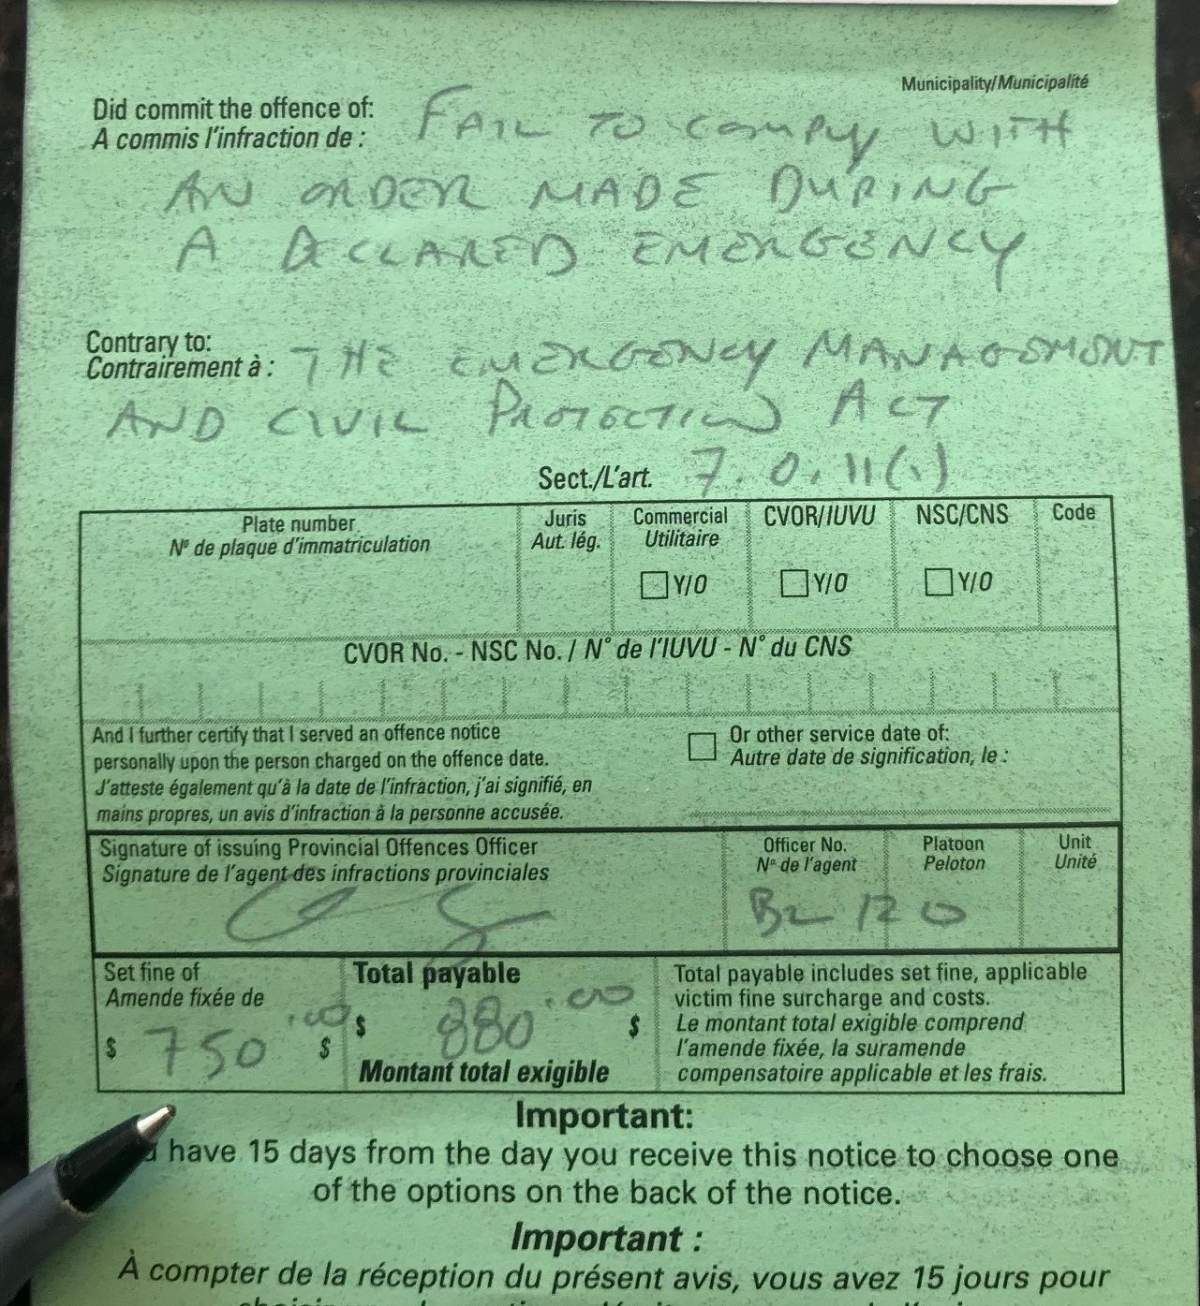 Municipality/Municipalité
Did commit the offence of: FAIL TO COMPLY WITH
A commis l'infraction de :
AN ORDER MADE DURING
A DECLARED EMERGENCY
Contrary to:
Contrairement à : THE EMERGENCY MANAGEMENT
AND CIVIL PROTECTION ACT
Sect./L'art. 7.0.11(1)
Plate number Juris Commercial CVOR/IUVU NSC/CNS Code
Nº de plaque d'immatriculation Aut. lég. Utilitaire
Y/O Y/O Y/O
CVOR No. - NSC No. / N° de l'IUVU - N° du CNS
And I further certify that I served an offence notice Or other service date of:
personally upon the person charged on the offence date. Autre date de signification, le :
J'atteste également qu'à la date de l'infraction, j'ai signifié, en
mains propres, un avis d'infraction à la personne accusée.
Signature of issuing Provincial Offences Officer Officer No. Platoon Unit
Signature de l'agent des infractions provinciales Nº de l'agent Peloton Unité
120
Set fine of Total payable Total payable includes set fine, applicable
Amende fixée de victim fine surcharge and costs.
$ 750.00 $ $ 880.00 $ Le montant total exigible comprend
l'amende fixée, la suramende
Montant total exigible compensatoire applicable et les frais.
Important:
have 15 days from the day you receive this notice to choose one
of the options on the back of the notice.
Important :
À compter de la réception du présent avis, vous avez 15 jours pour